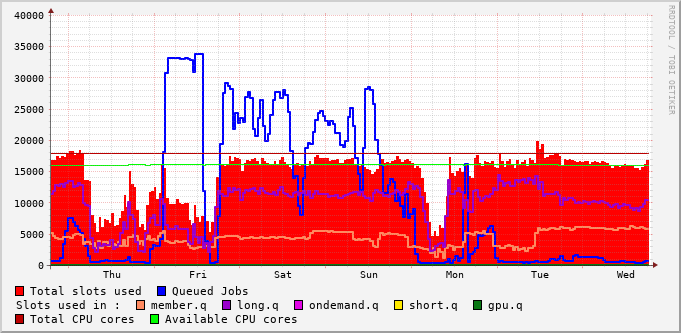 40000
35000
30000
25000
20000
15000
10000
5000
0
Thu Fri Sat Sun Mon Tue Wed
RRDTOOL / TOBI OETIKER
Total slots used Queued Jobs
Slots used in : member.q long.q ondemand.q short.q gpu.q
Total CPU cores Available CPU cores